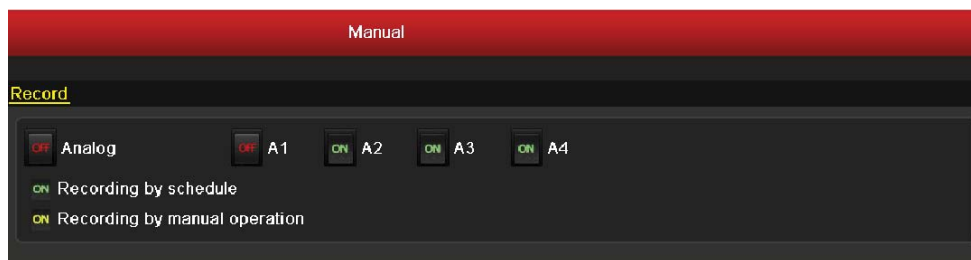 Manual
Record
OFF Analog OFF A1 ON A2 ON A3 ON A4
ON Recording by schedule
ON Recording by manual operation